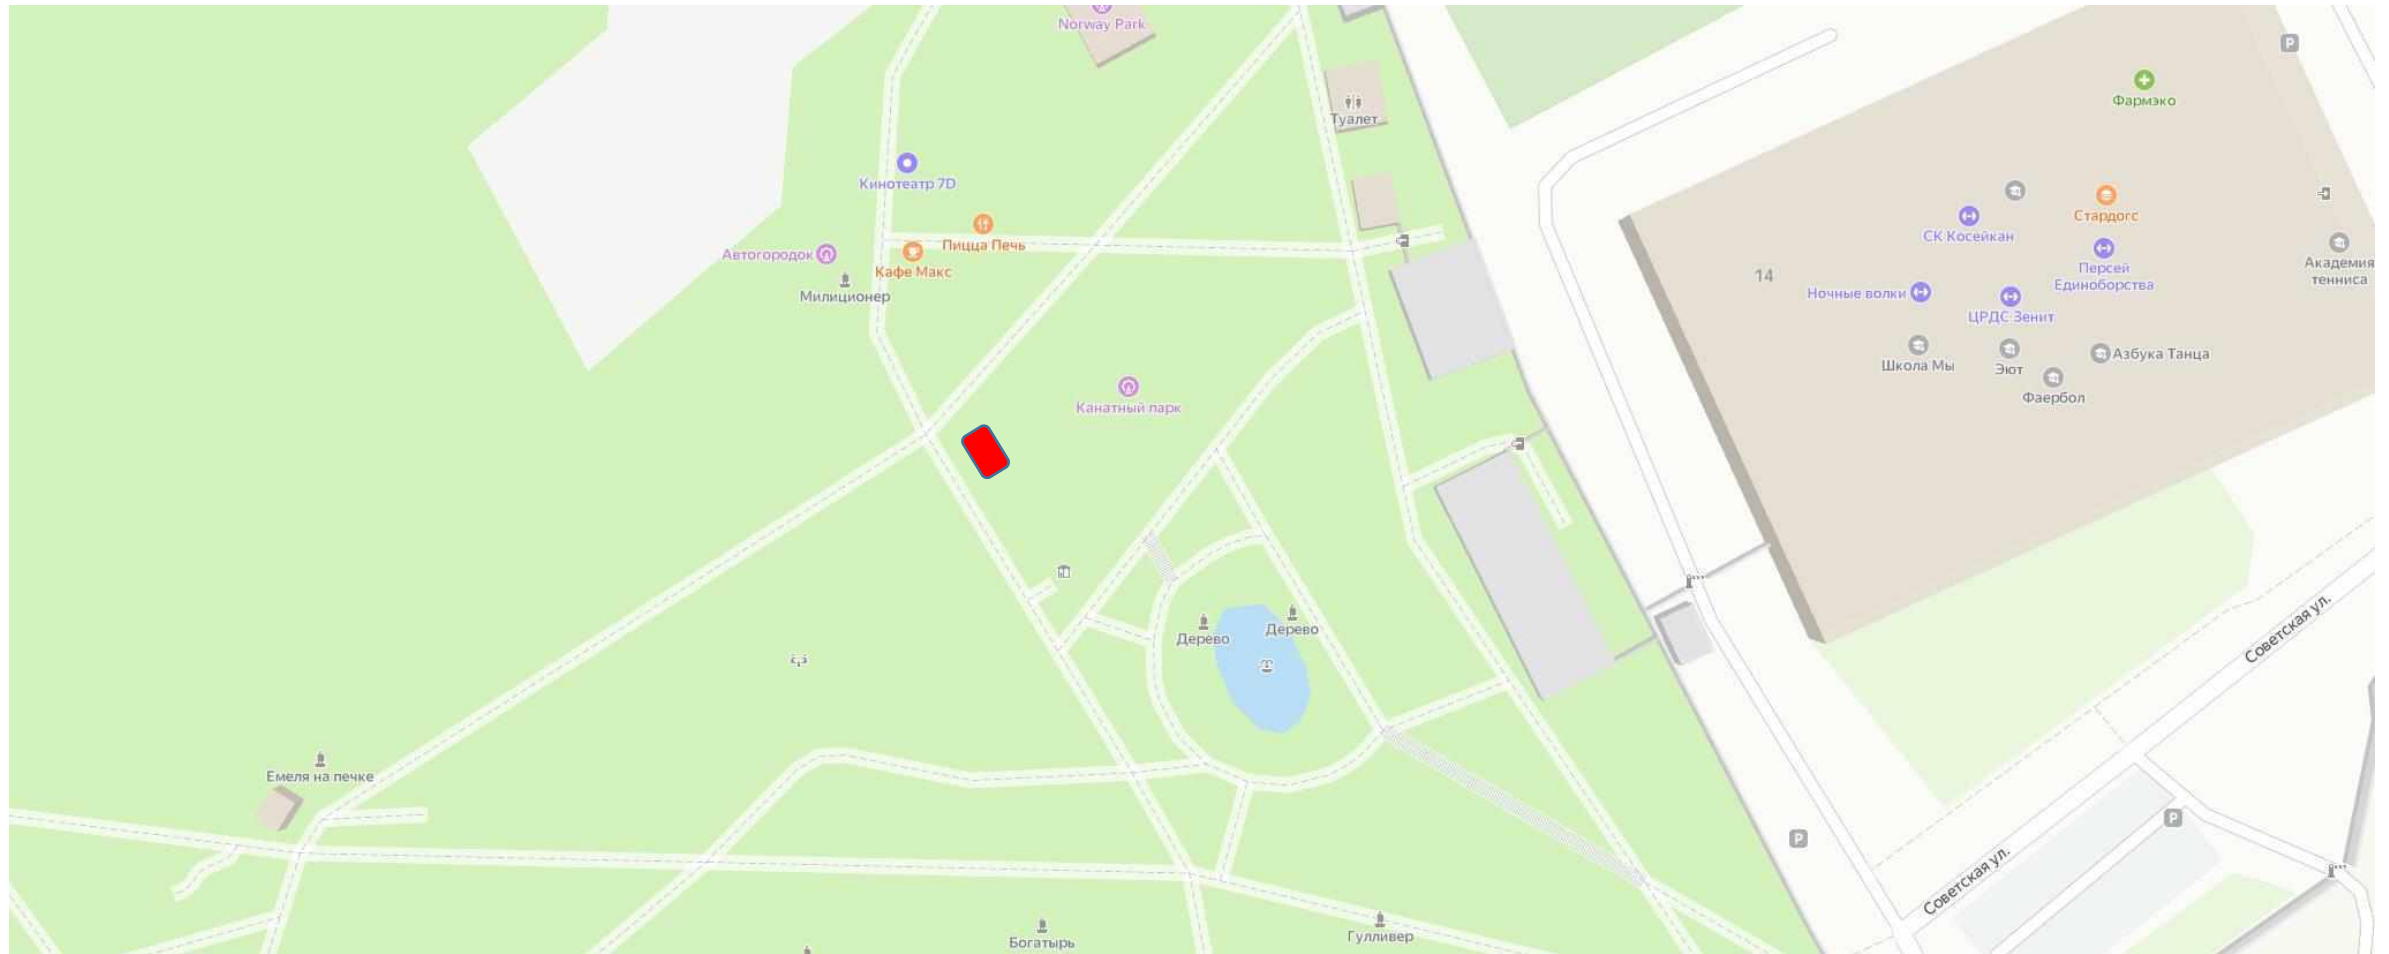 Norway Park
P
Фармэко
Туалет
Кинотеатр 7D
Стардогс
СК Косейкан
Пицца Печь
Автогородок
Кафе Макс
Милиционер
14
Персей
Единоборства
Академия
тенниса
Ночные волки
ЦРДС Зенит
Школа Мы
Эют
Азбука Танца
Фаербол
Канатный парк
Дерево
Дерево
Советская ул.
Емеля на печке
P
P
Советская ул.
Богатырь
Гулливер